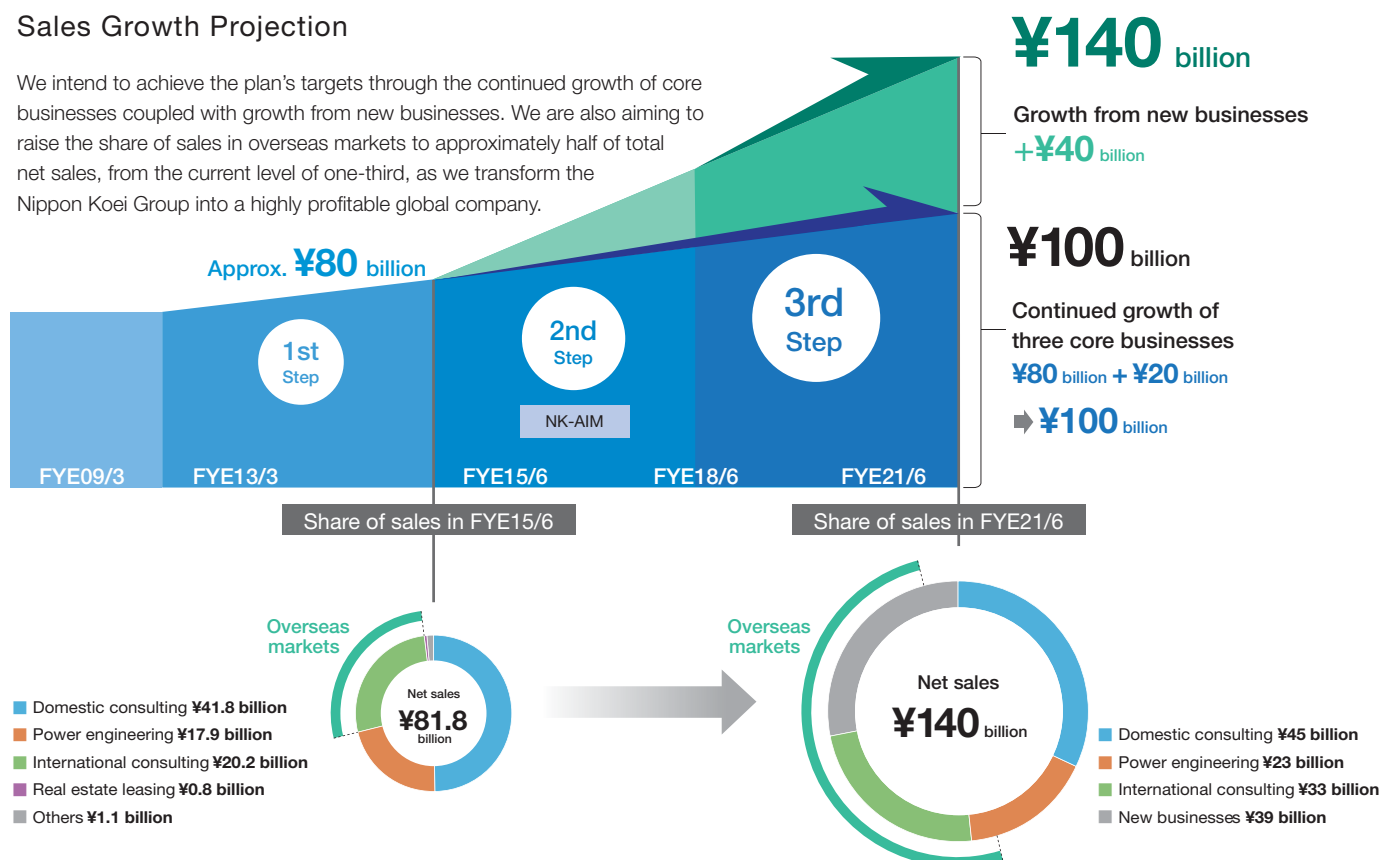 Sales Growth Projection
We intend to achieve the plan's targets through the continued growth of core
businesses coupled with growth from new businesses. We are also aiming to
raise the share of sales in overseas markets to approximately half of total
net sales, from the current level of one-third, as we transform the
Nippon Koei Group into a highly profitable global company.
¥140 billion
Growth from new businesses
+¥40 billion
Approx. ¥80 billion
¥100 billion
Continued growth of
three core businesses
¥80 billion + ¥20 billion
¥100 billion
1st
Step
2nd
Step
3rd
Step
NK-AIM
FYE09/3
FYE13/3
FYE15/6
FYE18/6
FYE21/6
Share of sales in FYE15/6
Share of sales in FYE21/6
Overseas
markets
Net sales
¥81.8
billion
Domestic consulting ¥41.8 billion
Power engineering ¥17.9 billion
International consulting ¥20.2 billion
Real estate leasing ¥0.8 billion
Others ¥1.1 billion
Overseas
markets
Net sales
¥140 billion
Domestic consulting ¥45 billion
Power engineering ¥23 billion
International consulting ¥33 billion
New businesses ¥39 billion